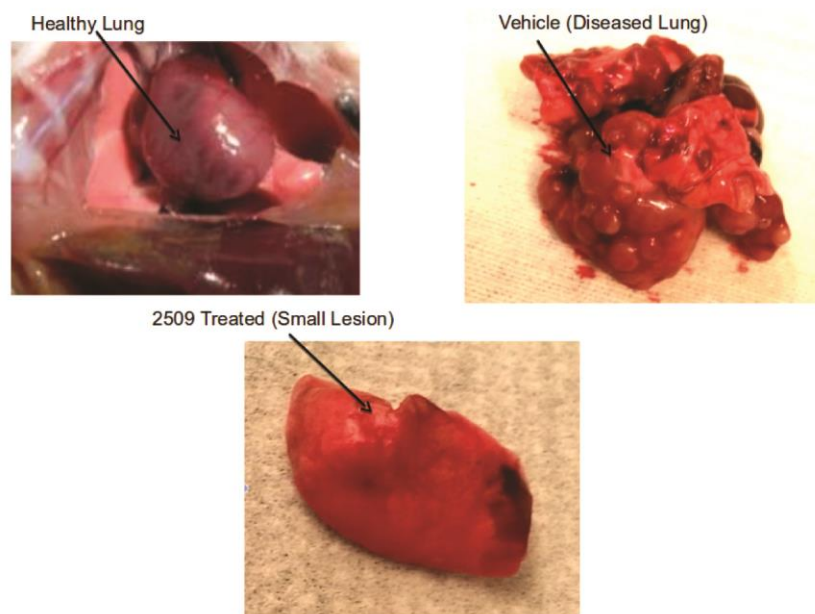 Healthy Lung
Vehicle (Diseased Lung)
2509 Treated (Small Lesion)